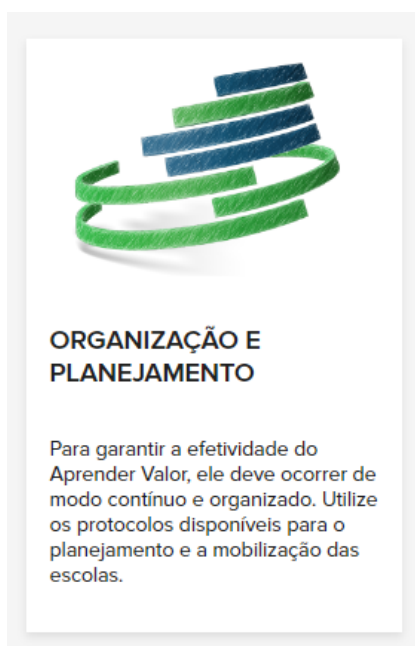 ORGANIZAÇÃO E
PLANEJAMENTO
Para garantir a efetividade do
Aprender Valor, ele deve ocorrer de
modo contínuo e organizado. Utilize
os protocolos disponíveis para o
planejamento e a mobilização das
escolas.